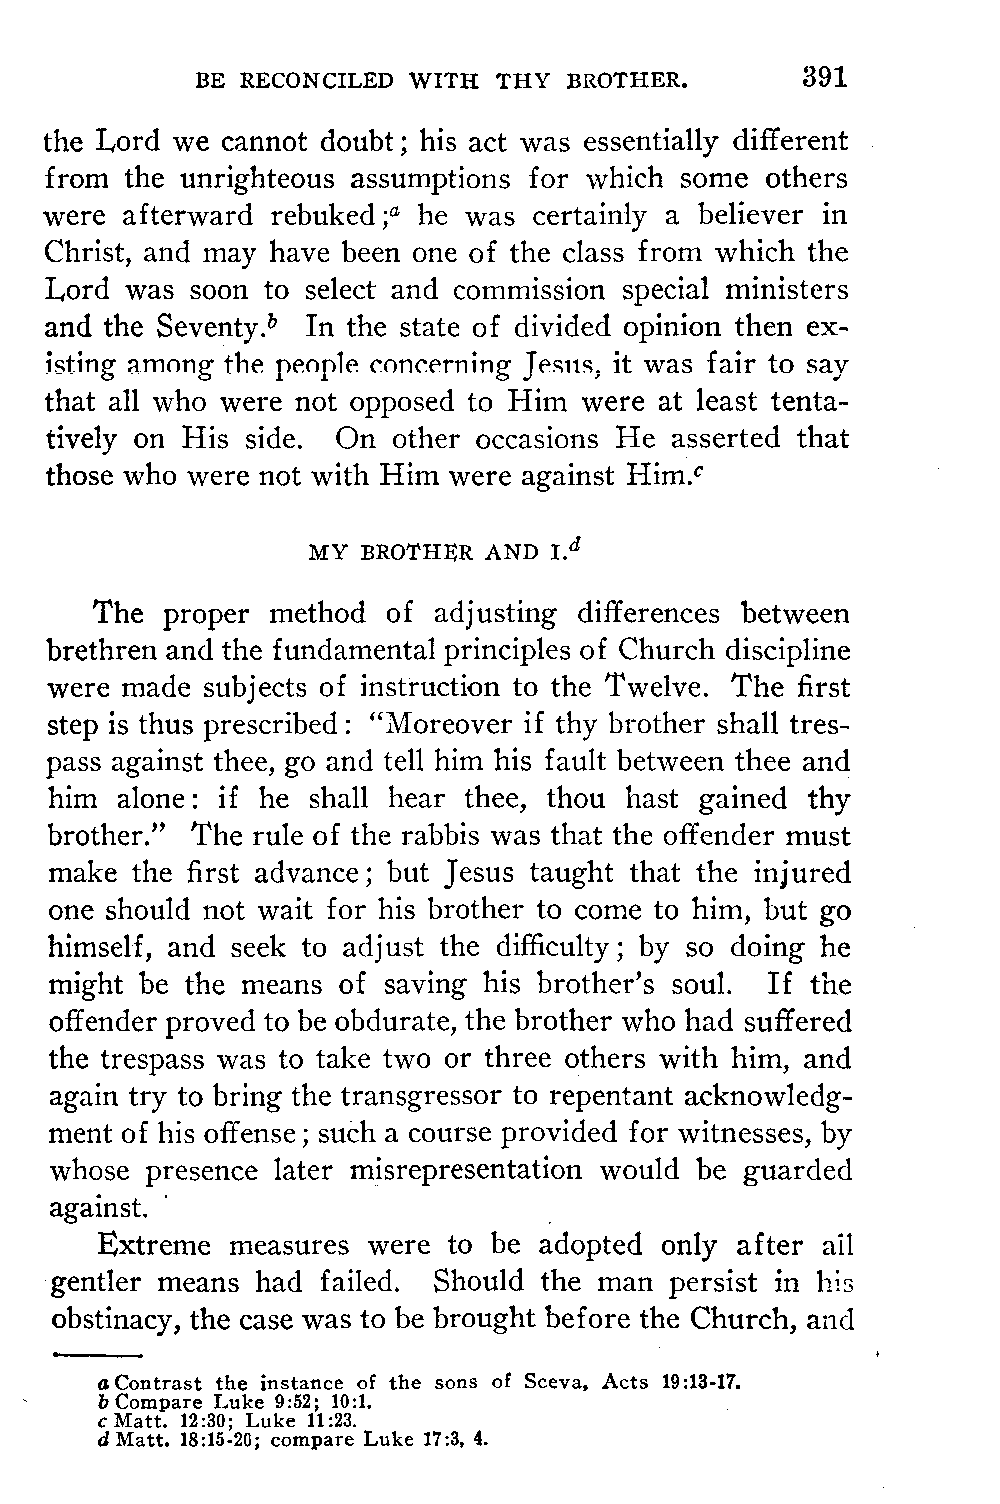 BE RECONCILED WITH THY BROTHER. 391
the Lord we cannot doubt; his act was essentially different
from the unrighteous assumptions for which some others
were afterward rebuked;a he was certainly a believer in
Christ, and may have been one of the class from which the
Lord was soon to select and commission special ministers
and the Seventy.b In the state of divided opinion then ex-
isting among the people concerning Jesus, it was fair to say
that all who were not opposed to Him were at least tenta-
tively on His side. On other occasions He asserted that
those who were not with Him were against Him.c
MY BROTHER AND I.d
The proper method of adjusting differences between
brethren and the fundamental principles of Church discipline
were made subjects of instruction to the Twelve. The first
step is thus prescribed: “Moreover if thy brother shall tres-
pass against thee, go and tell him his fault between thee and
him alone: if he shall hear thee, thou hast gained thy
brother.” The rule of the rabbis was that the offender must
make the first advance; but Jesus taught that the injured
one should not wait for his brother to come to him, but go
himself, and seek to adjust the difficulty; by so doing he
might be the means of saving his brother's soul. If the
offender proved to be obdurate, the brother who had suffered
the trespass was to take two or three others with him, and
again try to bring the transgressor to repentant acknowledg-
ment of his offense; such a course provided for witnesses, by
whose presence later misrepresentation would be guarded
against.
Extreme measures were to be adopted only after all
gentler means had failed. Should the man persist in his
obstinacy, the case was to be brought before the Church, and
a Contrast the instance of the sons of Sceva, Acts 19:13-17.
b Compare Luke 9:52; 10:1.
c Matt. 12:30; Luke 11:23.
d Matt. 18:15-20; compare Luke 17:3, 4.